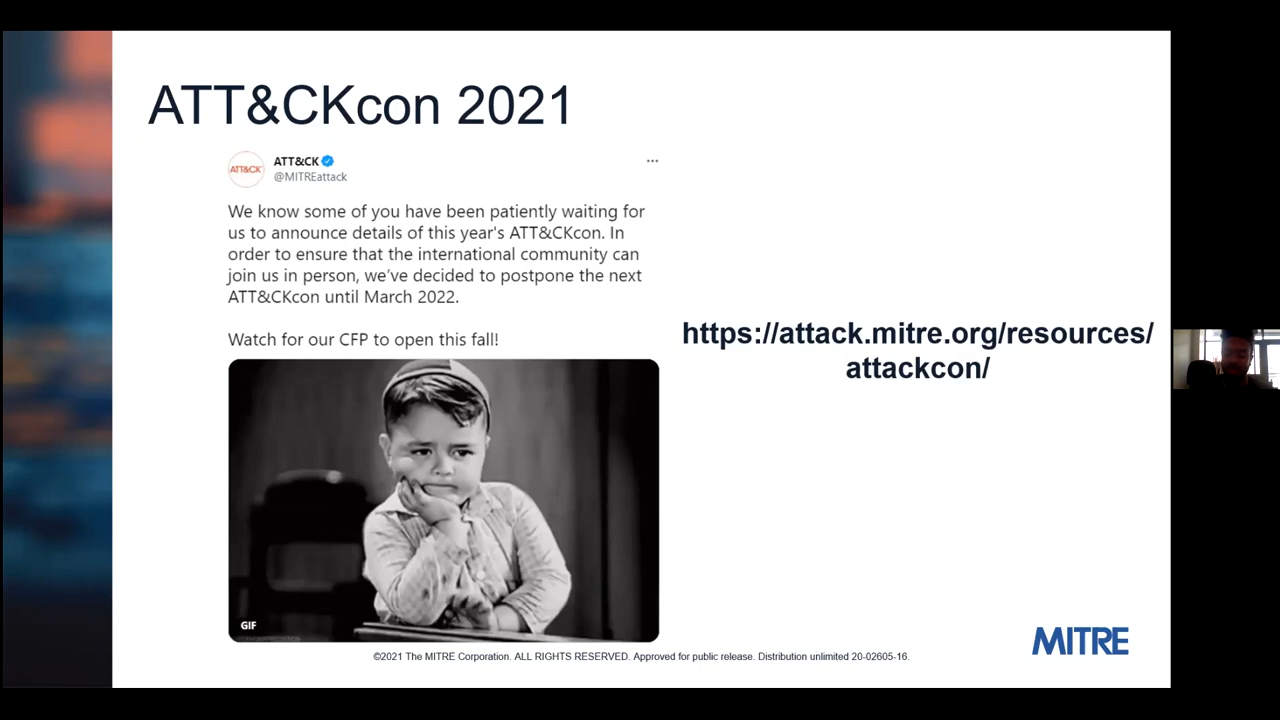 ATT&CKcon 2021
ATT&CK
ATT&CK
@MITREattack
We know some of you have been patiently waiting for
us to announce details of this year's ATT&CKcon. In
order to ensure that the international community can
join us in person, we've decided to postpone the next
ATT&CKcon until March 2022.
Watch for our CFP to open this fall!
https://attack.mitre.org/resources/
attackcon/
GIF
MITRE
©2021 The MITRE Corporation. ALL RIGHTS RESERVED. Approved for public release. Distribution unlimited 20-02605-16.